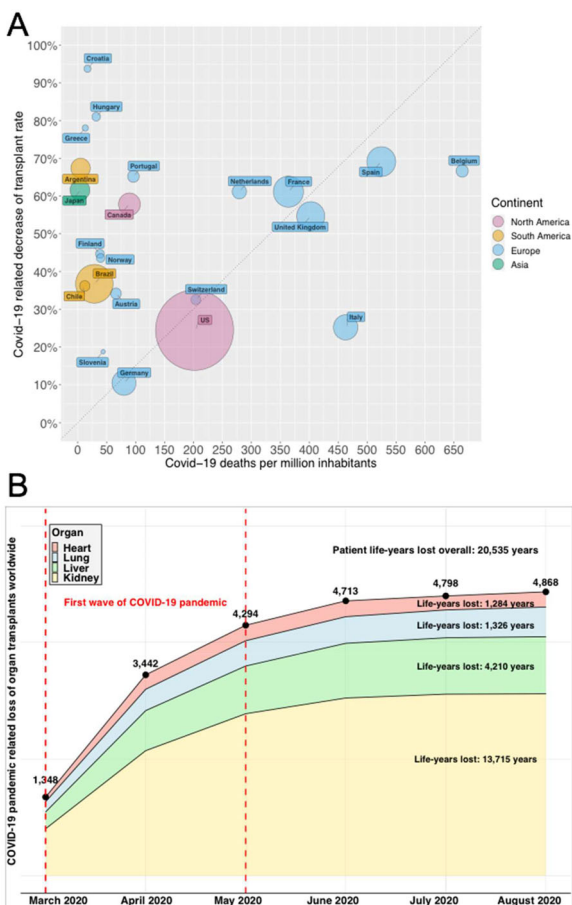 A
Covid-19 related decrease of transplant rate
100%
90%
80%
70%
60%
50%
40%
30%
20%
10%
0%
Croatia
Hungary
Greece
Portugal
Argentina
Japan
Canada
Netherlands
France
Spain
Belgium
United Kingdom
Finland
Norway
Brazil
Chile
Austria
Switzerland
US
Italy
Slovenia
Germany
Continent
North America
South America
Europe
Asia
0 50 100 150 200 250 300 350 400 450 500 550 600 650
Covid-19 deaths per million inhabitants
B
COVID-19 pandemic related loss of organ transplants worldwide
Organ
Heart
Lung
Liver
Kidney
First wave of COVID-19 pandemic
Patient life-years lost overall: 20,535 years
1,348
3,442
4,294
4,713
4,798
4,868
Life-years lost: 1,284 years
Life-years lost: 1,326 years
Life-years lost: 4,210 years
Life-years lost: 13,715 years
March 2020 April 2020 May 2020 June 2020 July 2020 August 2020